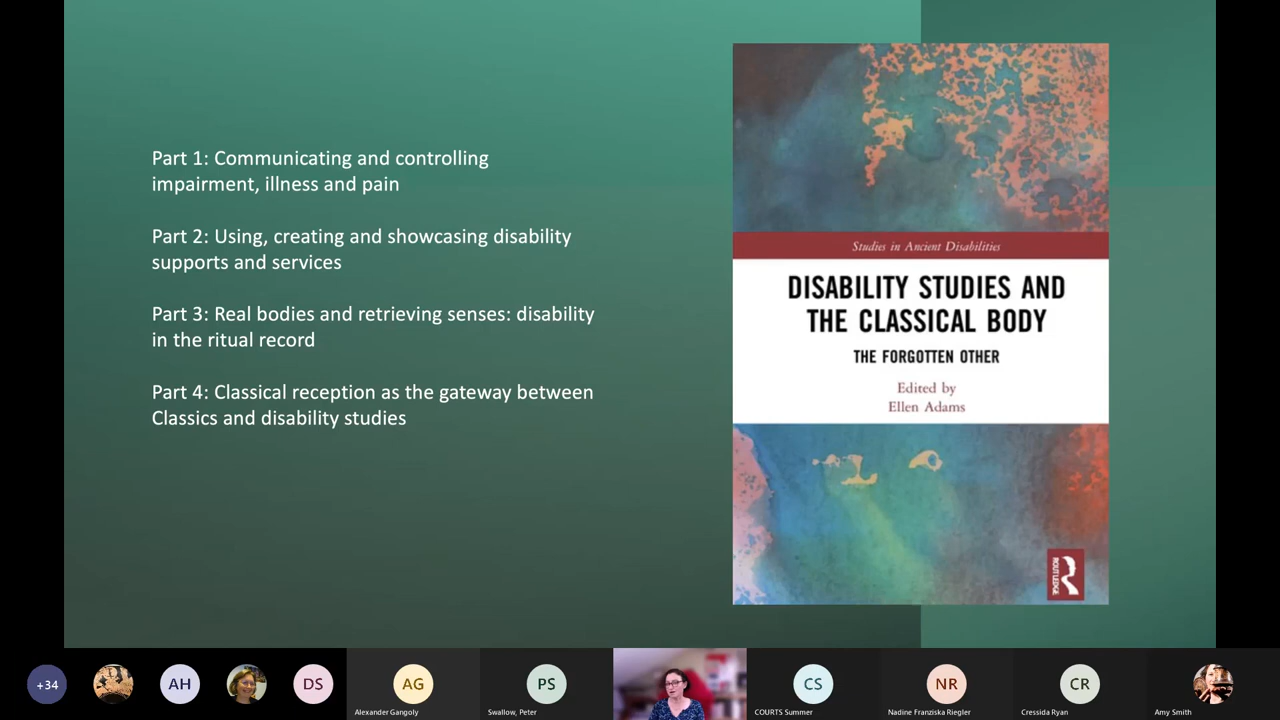 Part 1: Communicating and controlling
impairment, illness and pain
Part 2: Using, creating and showcasing disability
supports and services
Part 3: Real bodies and retrieving senses: disability
in the ritual record
Part 4: Classical reception as the gateway between
Classics and disability studies
Studies in Ancient Disabilities
DISABILITY STUDIES AND
THE CLASSICAL BODY
THE FORGOTTEN OTHER
Edited by
Ellen Adams
ROUTLEDGE
+34
AH
DS
AG
Alexander Gangoly
PS
Swallow, Peter
CS
COURTS Summer
NR
Nadine Franziska Riegler
CR
Cressida Ryan
Amy Smith